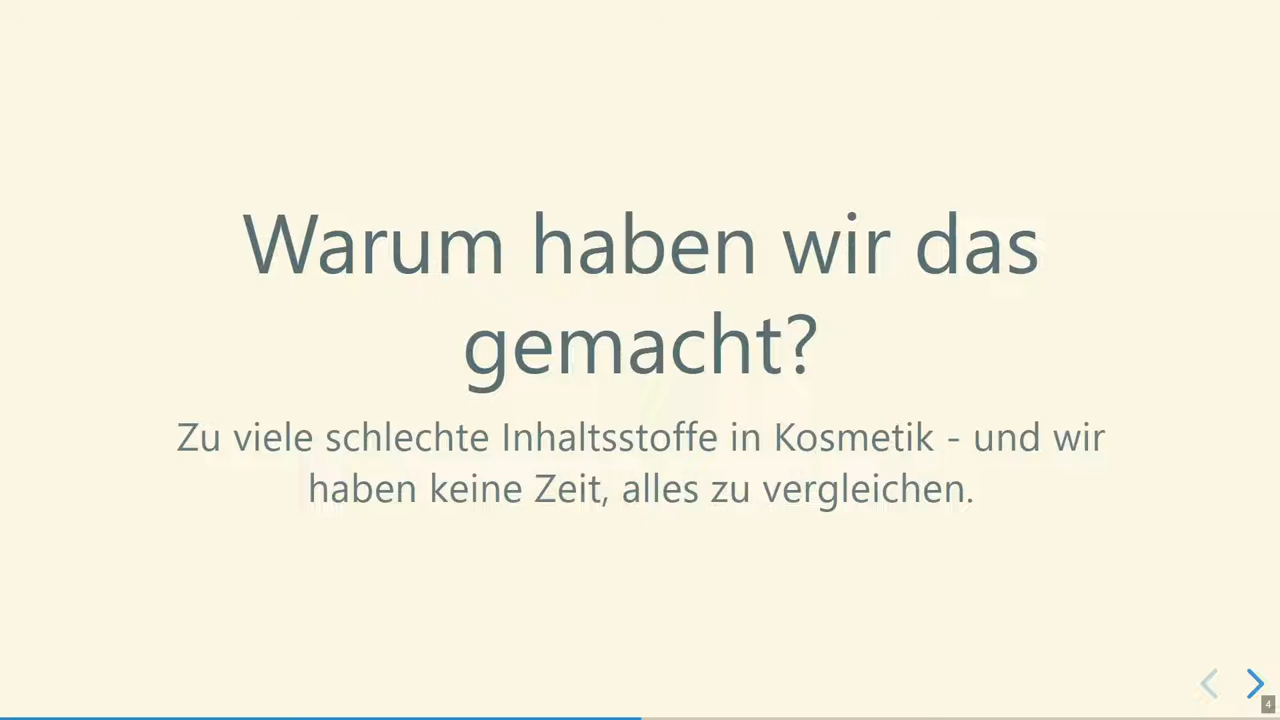 Warum haben wir das
gemacht?
Zu viele schlechte Inhaltsstoffe in Kosmetik - und wir
haben keine Zeit, alles zu vergleichen.
4